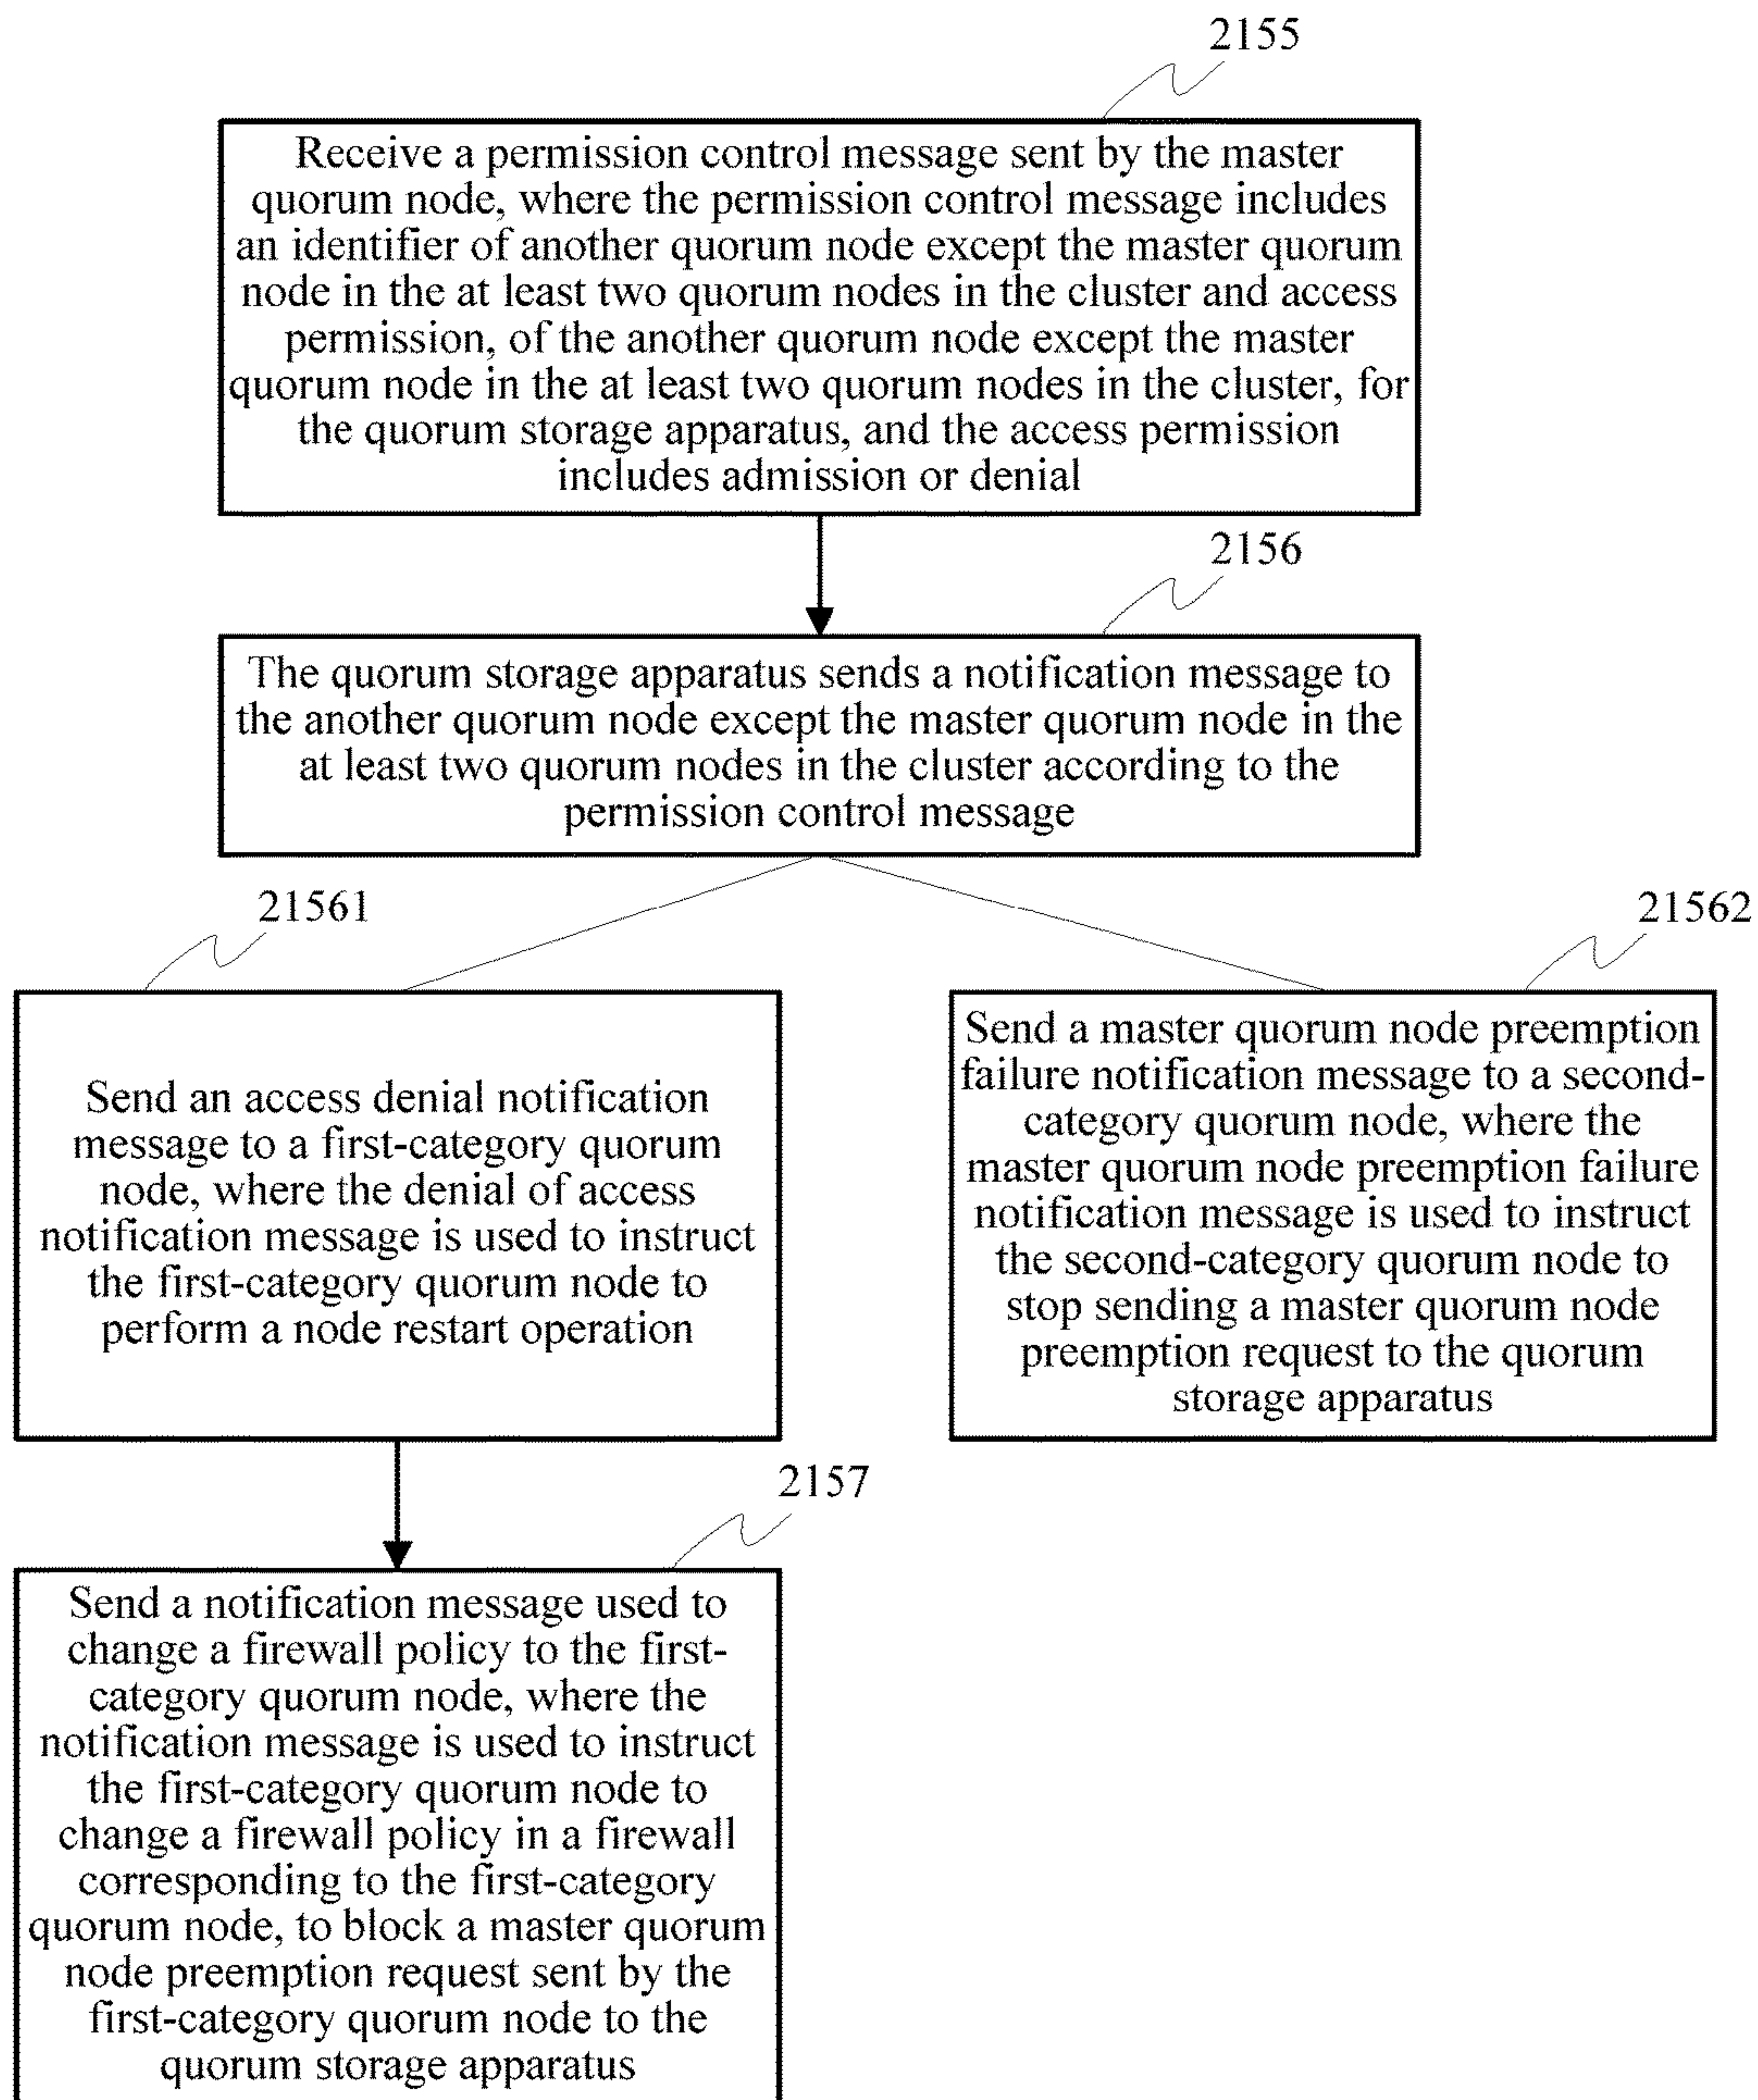 2155
Receive a permission control message sent by the master
quorum node, where the permission control message includes
an identifier of another quorum node except the master quorum
node in the at least two quorum nodes in the cluster and access
permission, of the another quorum node except the master
quorum node in the at least two quorum nodes in the cluster, for
the quorum storage apparatus, and the access permission
includes admission or denial
2156
The quorum storage apparatus sends a notification message to
the another quorum node except the master quorum node in the
at least two quorum nodes in the cluster according to the
permission control message
21561
Send an access denial notification
message to a first-category quorum
node, where the denial of access
notification message is used to instruct
the first-category quorum node to
perform a node restart operation
21562
Send a master quorum node preemption
failure notification message to a second-
category quorum node, where the
master quorum node preemption failure
notification message is used to instruct
the second-category quorum node to
stop sending a master quorum node
preemption request to the quorum
storage apparatus
2157
Send a notification message used to
change a firewall policy to the first-
category quorum node, where the
notification message is used to instruct
the first-category quorum node to
change a firewall policy in a firewall
corresponding to the first-category
quorum node, to block a master quorum
node preemption request sent by the
first-category quorum node to the
quorum storage apparatus